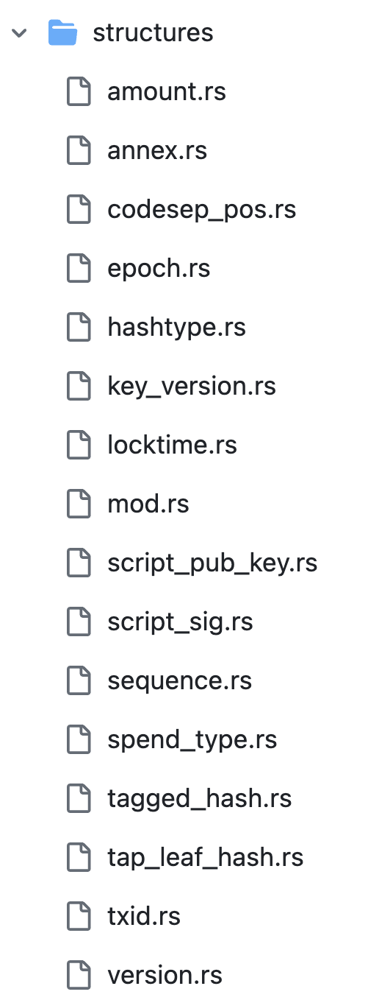 structures
amount.rs
annex.rs
codesep_pos.rs
epoch.rs
hashtype.rs
key_version.rs
locktime.rs
mod.rs
script_pub_key.rs
script_sig.rs
sequence.rs
spend_type.rs
tagged_hash.rs
tap_leaf_hash.rs
txid.rs
version.rs